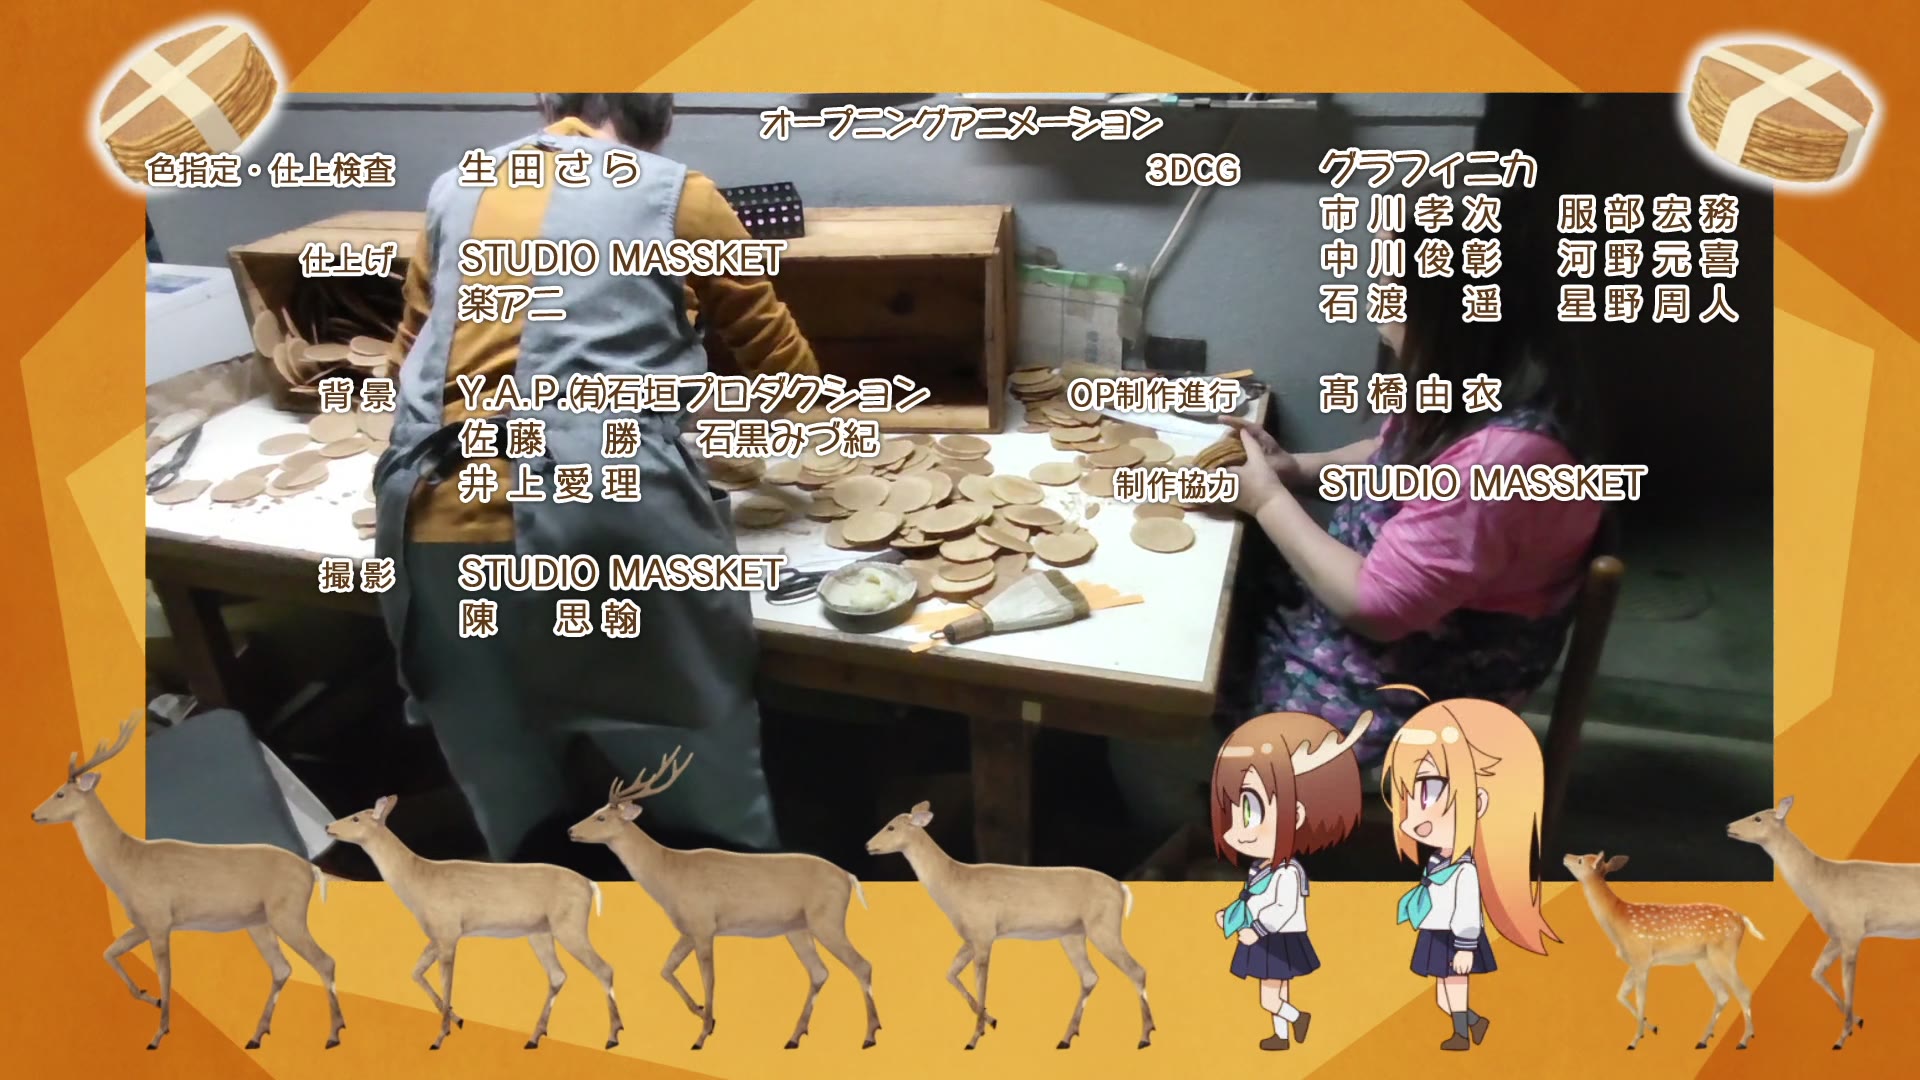 オープニングアニメーション
色指定・仕上検査 生田さら
仕上げ STUDIO MASSKET
楽アニ
背景 Y.A.P.㈲石垣プロダクション
佐藤 勝 石黒みづ紀
井上愛理
撮影 STUDIO MASSKET
陳 思翰
3DCG グラフィニカ
市川孝次 服部宏務
中川俊彰 河野元喜
石渡 遥 星野周人
OP制作進行 髙橋由衣
制作協力 STUDIO MASSKET